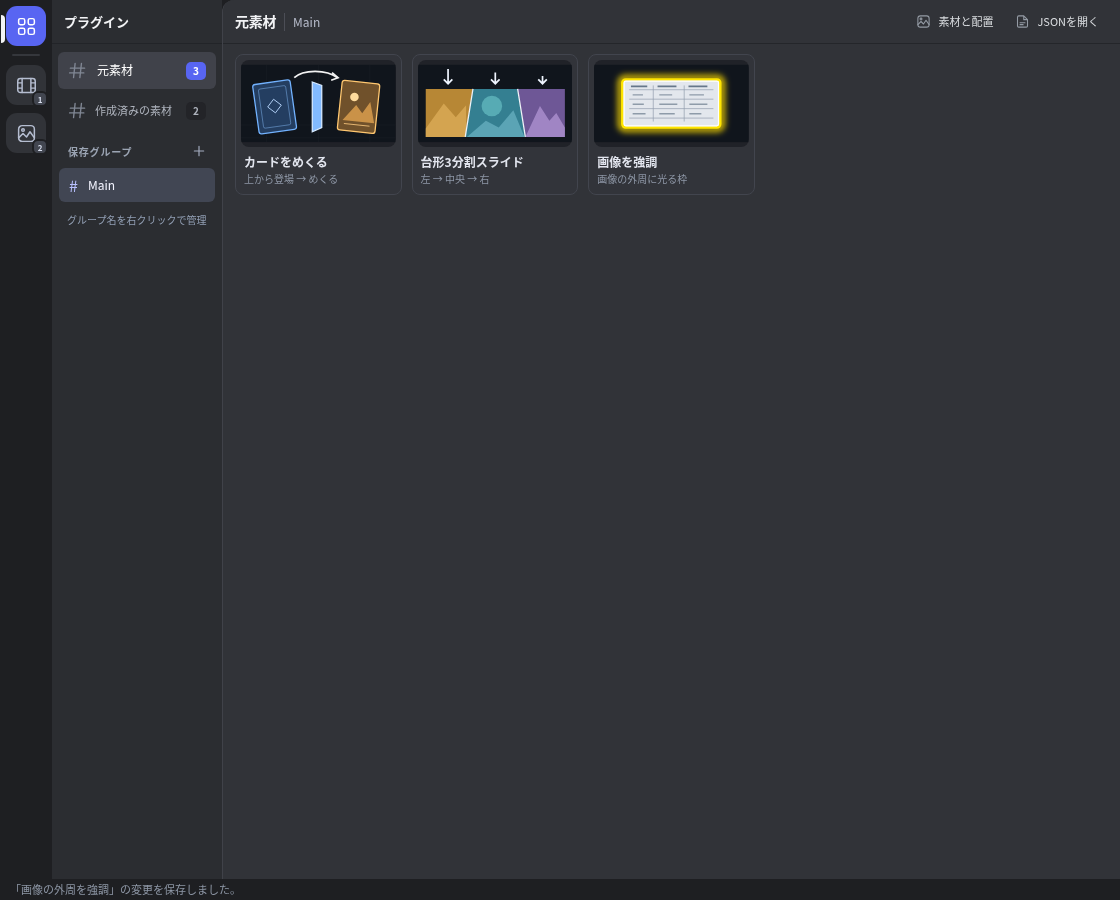 プラグイン
元素材
3
作成済みの素材
2
保存グループ
# Main
グループ名を右クリックで管理
1
2
元素材
Main
素材と配置
JSONを開く
カードをめくる
上から登場 → めくる
台形3分割スライド
左 → 中央 → 右
画像を強調
画像の外周に光る枠
「画像の外周を強調」の変更を保存しました。